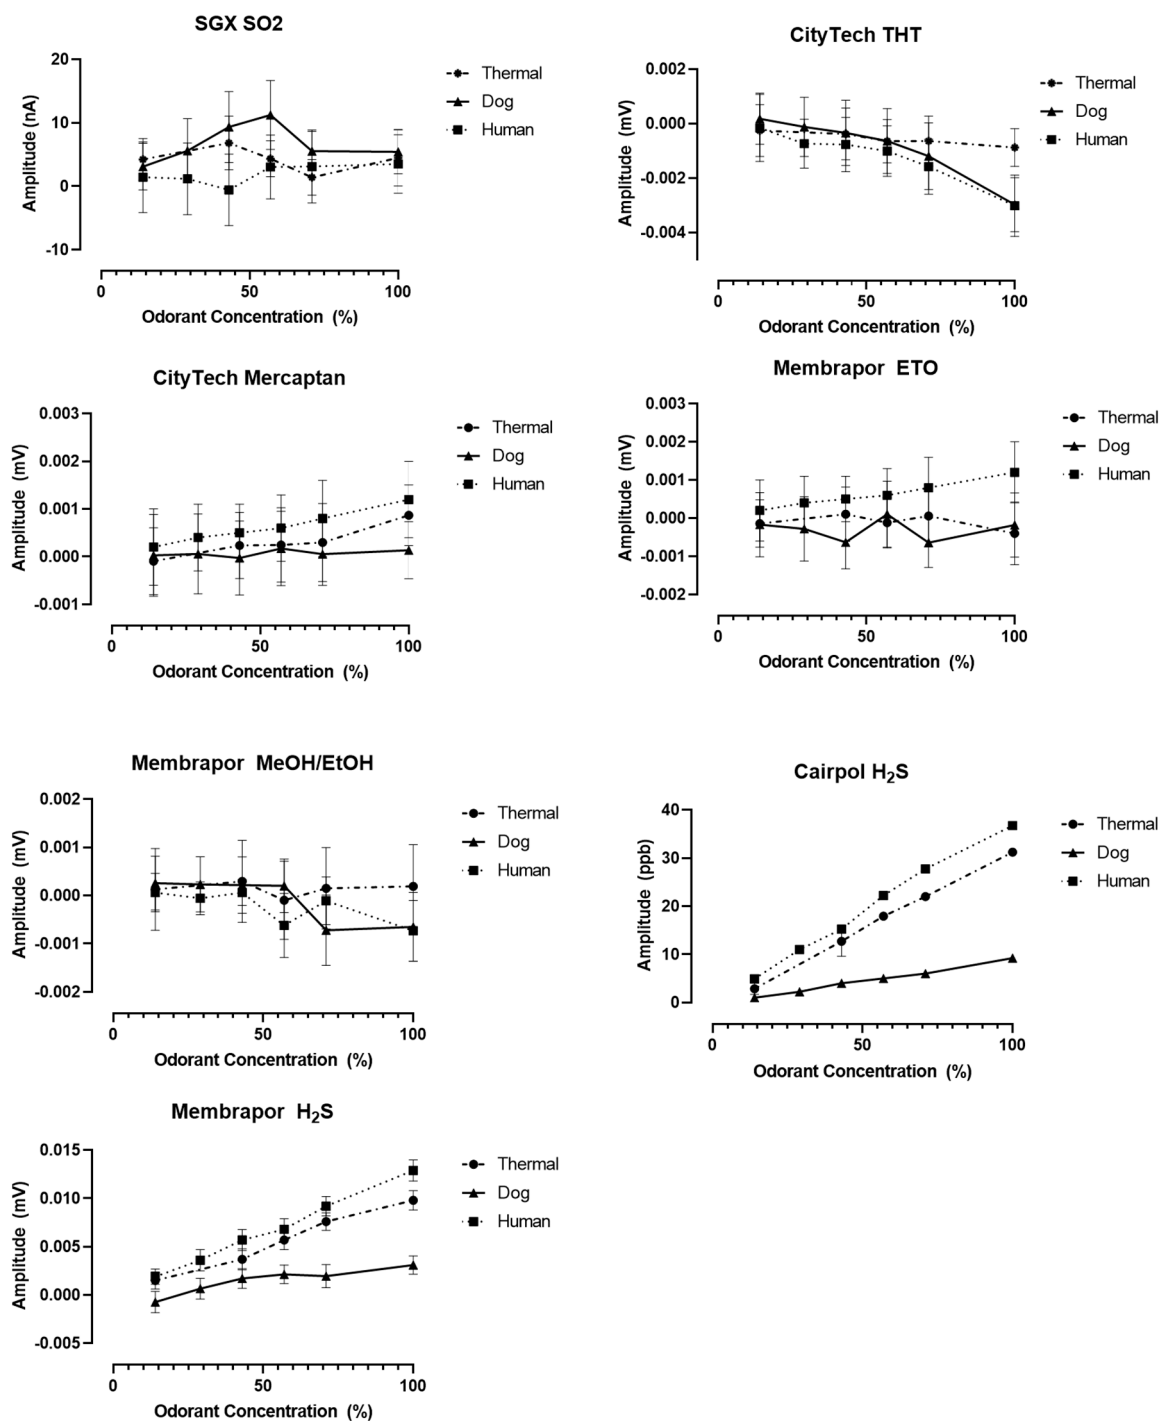 SGX SO2
20
10
0
-10
Amplitude (nA)
0
50
100
Odorant Concentration (%)
Thermal
Dog
Human
CityTech THT
0.002
0.000
-0.002
-0.004
Amplitude (mV)
0
50
100
Odorant Concentration (%)
Thermal
Dog
Human
CityTech Mercaptan
0.003
0.002
0.001
0.000
-0.001
Amplitude (mV)
0
50
100
Odorant Concentration (%)
Thermal
Dog
Human
Membrapor ETO
0.003
0.002
0.001
0.000
-0.001
-0.002
Amplitude (mV)
0
50
100
Odorant Concentration (%)
Thermal
Dog
Human
Membrapor MeOH/EtOH
0.002
0.001
0.000
-0.001
-0.002
Amplitude (mV)
0
50
100
Odorant Concentration (%)
Thermal
Dog
Human
Cairpol H₂S
40
30
20
10
0
Amplitude (ppb)
0
50
100
Odorant Concentration (%)
Thermal
Dog
Human
Membrapor H₂S
0.015
0.010
0.005
0.000
-0.005
Amplitude (mV)
0
50
100
Odorant Concentration (%)
Thermal
Dog
Human